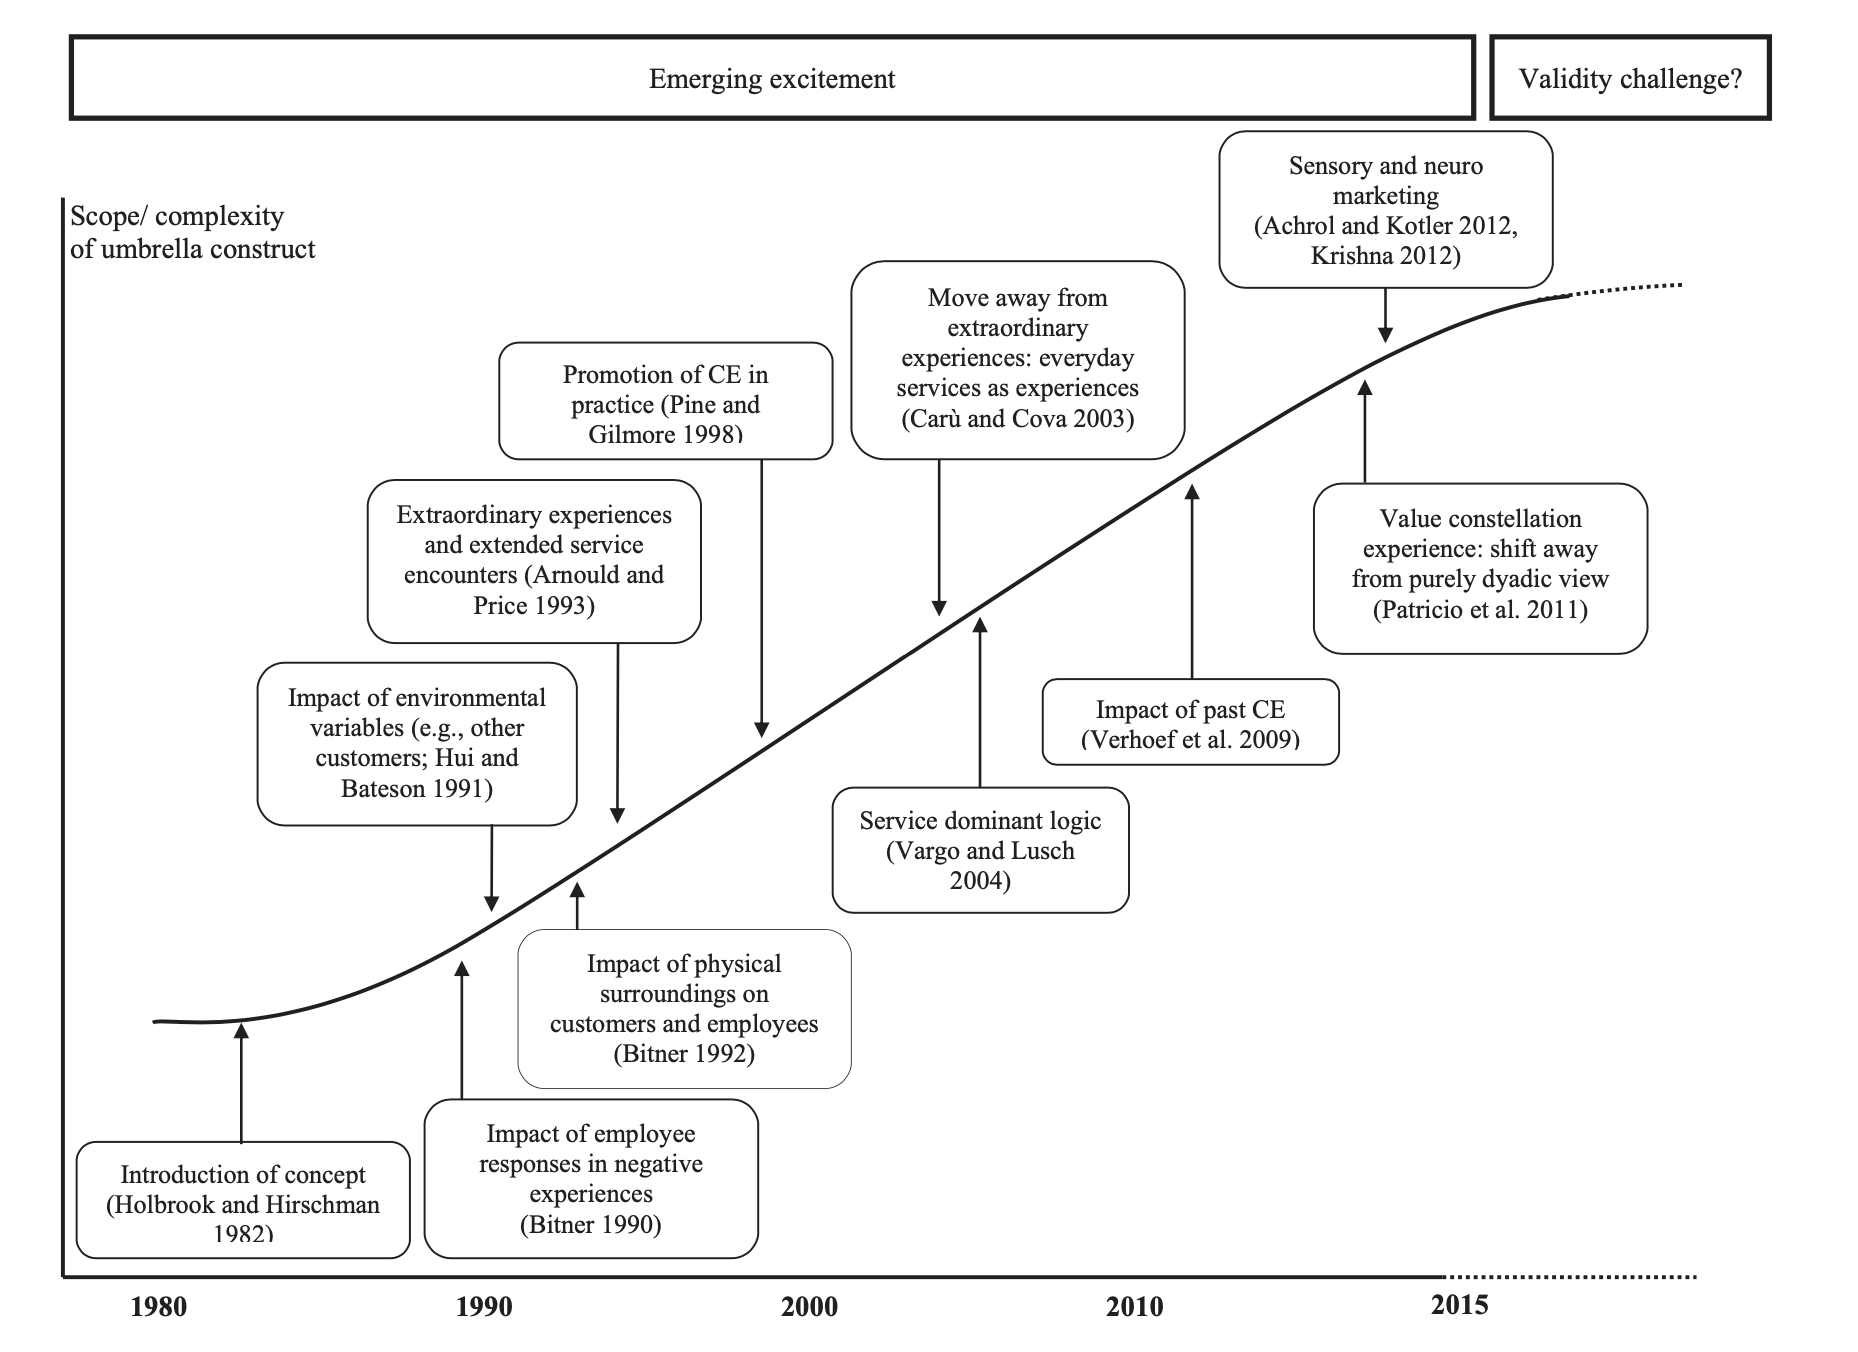 Emerging excitement
Validity challenge?
Scope/ complexity
of umbrella construct
Sensory and neuro
marketing
(Achrol and Kotler 2012,
Krishna 2012)
Move away from
extraordinary
experiences: everyday
services as experiences
(Carù and Cova 2003)
Promotion of CE in
practice (Pine and
Gilmore 1998)
Extraordinary experiences
and extended service
encounters (Arnould and
Price 1993)
Value constellation
experience: shift away
from purely dyadic view
(Patricio et al. 2011)
Impact of environmental
variables (e.g., other
customers; Hui and
Bateson 1991)
Impact of past CE
(Verhoef et al. 2009)
Service dominant logic
(Vargo and Lusch
2004)
Impact of physical
surroundings on
customers and employees
(Bitner 1992)
Impact of employee
responses in negative
experiences
(Bitner 1990)
Introduction of concept
(Holbrook and Hirschman
1982)
1980
1990
2000
2010
2015